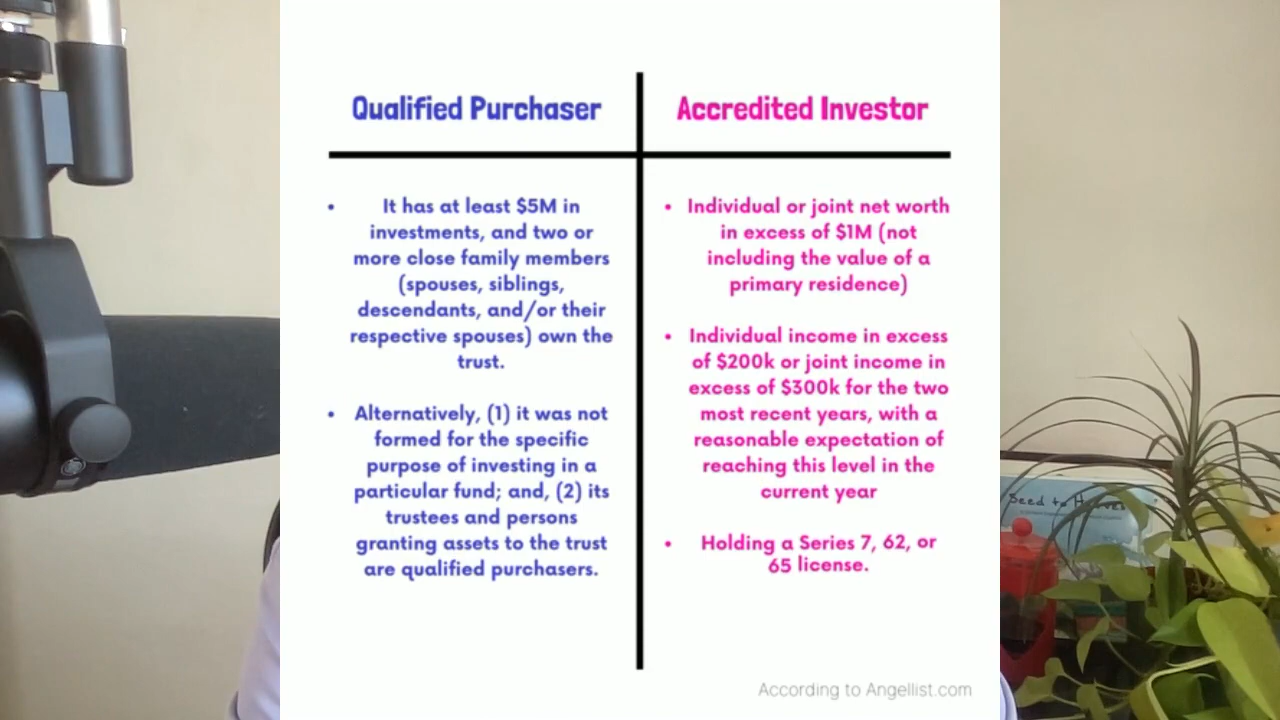 Qualified Purchaser
It has at least $5M in
investments, and two or
more close family members
(spouses, siblings,
descendants, and/or their
respective spouses) own the
trust.
Alternatively, (1) it was not
formed for the specific
purpose of investing in a
particular fund; and, (2) its
trustees and persons
granting assets to the trust
are qualified purchasers.
Accredited Investor
Individual or joint net worth
in excess of $1M (not
including the value of a
primary residence)
Individual income in excess
of $200k or joint income in
excess of $300k for the two
most recent years, with a
reasonable expectation of
reaching this level in the
current year
Holding a Series 7, 62, or
65 license.
According to Angellist.com
Seed to